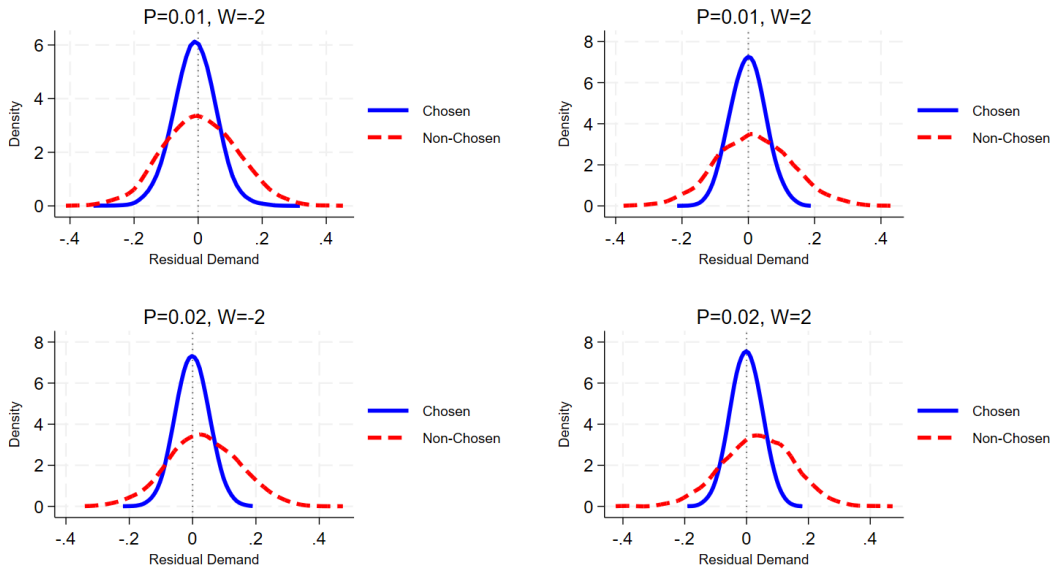 P=0.01, W=-2
6
4
2
0
Density
-.4 -.2 0 .2 .4
Residual Demand
Chosen
Non-Chosen
P=0.01, W=2
8
6
4
2
0
Density
-.4 -.2 0 .2 .4
Residual Demand
Chosen
Non-Chosen
P=0.02, W=-2
8
6
4
2
0
Density
-.4 -.2 0 .2 .4
Residual Demand
Chosen
Non-Chosen
P=0.02, W=2
8
6
4
2
0
Density
-.4 -.2 0 .2 .4
Residual Demand
Chosen
Non-Chosen